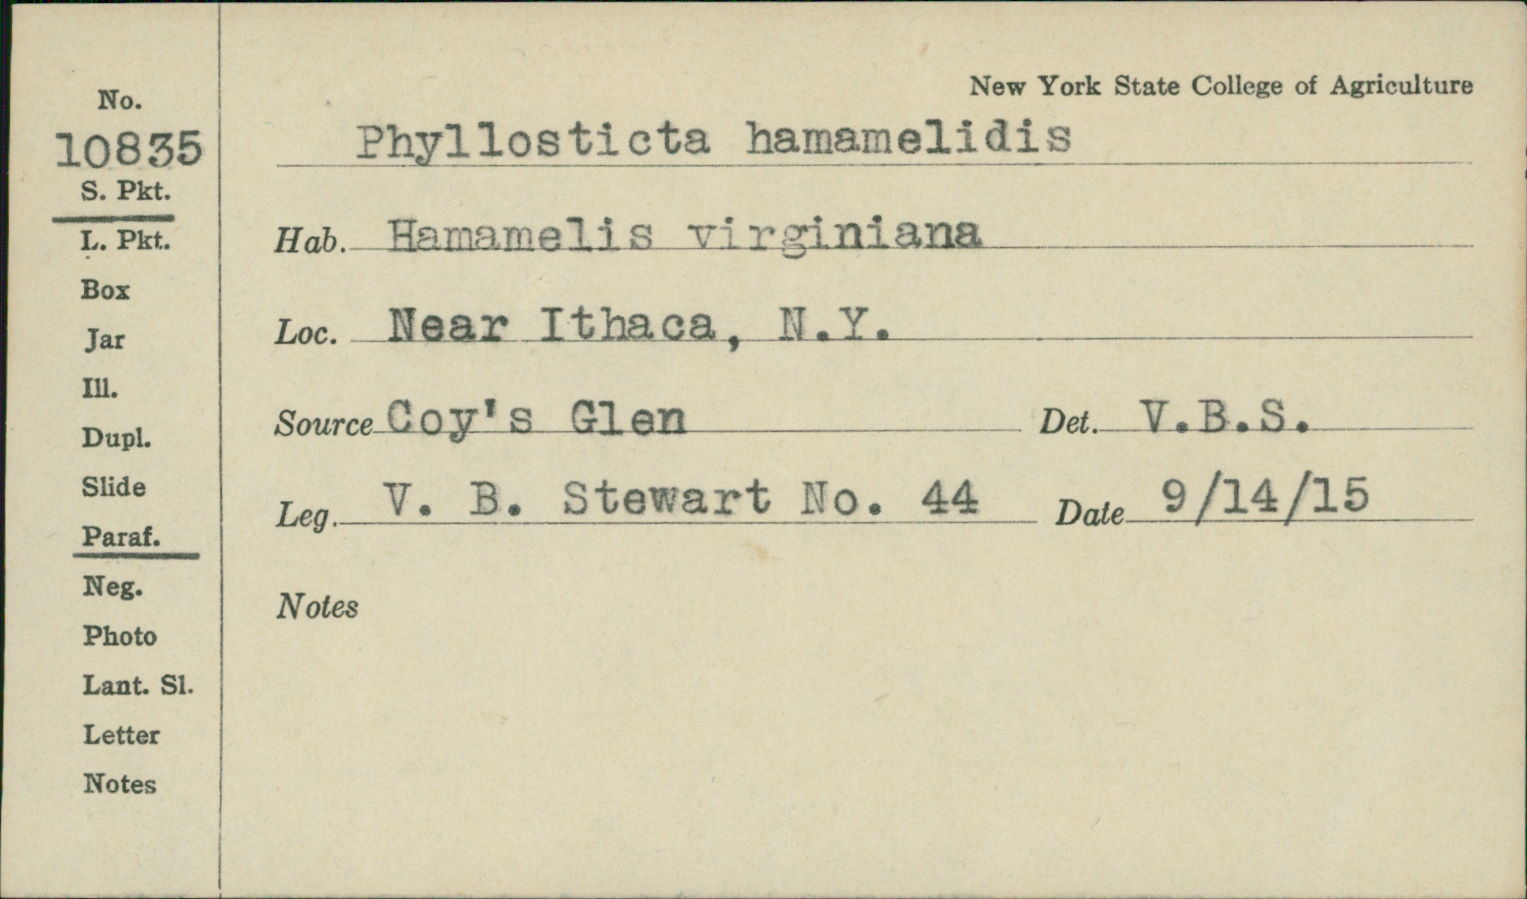 New York State College of Agriculture
No.
10835
S. Pkt.
L. Pkt.
Box
Jar
Ill.
Dupl.
Slide
Paraf.
Neg.
Photo
Lant. Sl.
Letter
Notes
Phyllosticta hamamelidis
Hab. Hamamelis virginiana
Loc. Near Ithaca, N.Y.
Source Coy's Glen Det. V.B.S.
Leg. V. B. Stewart No. 44 Date 9/14/15
Notes